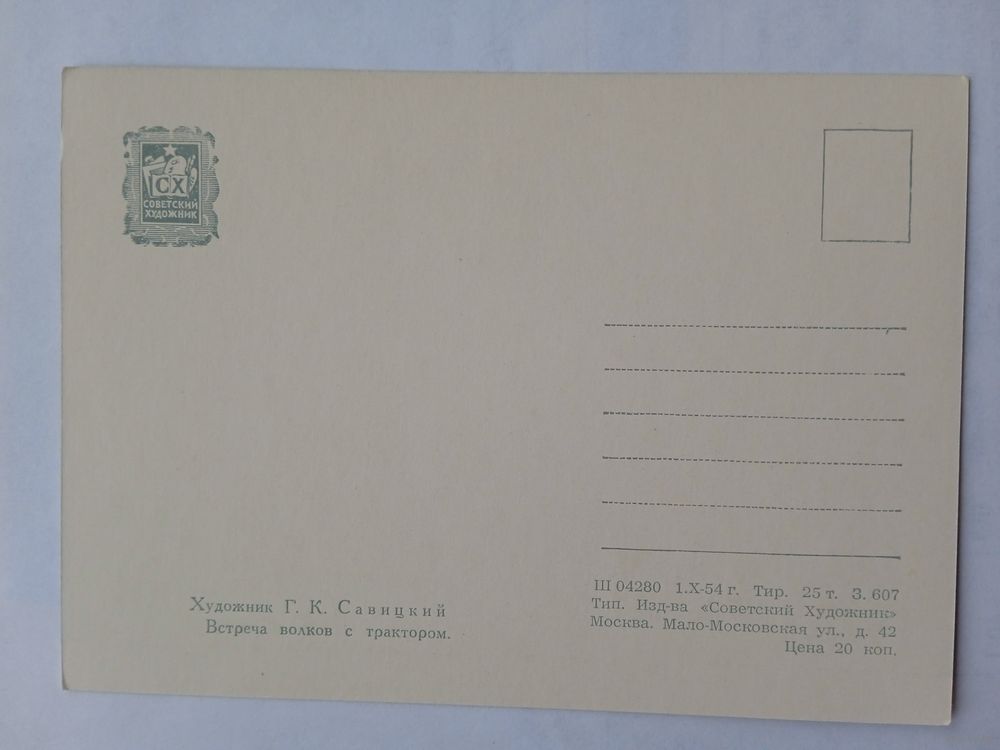 СХ
СОВЕТСКИЙ
ХУДОЖНИК
Художник Г. К. Савицкий
Встреча волков с трактором.
Ш 04280 1.X-54 г. Тир. 25 т. З. 607
Тип. Изд-ва «Советский Художник»
Москва. Мало-Московская ул., д. 42
Цена 20 коп.